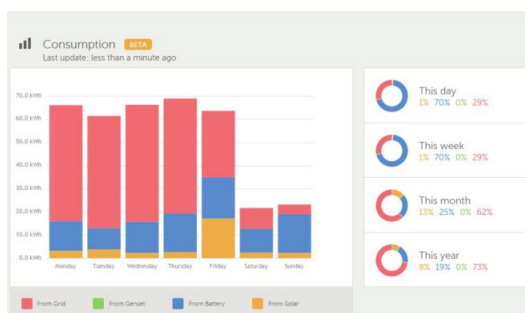 Consumption BETA
Last update: less than a minute ago
70.0 kWh
60.0 kWh
50.0 kWh
40.0 kWh
30.0 kWh
20.0 kWh
10.0 kWh
0.0 kWh
Monday Tuesday Wednesday Thursday Friday Saturday Sunday
From Grid From Genset From Battery From Solar
This day
1% 70% 0% 29%
This week
1% 70% 0% 29%
This month
13% 25% 0% 62%
This year
8% 19% 0% 73%